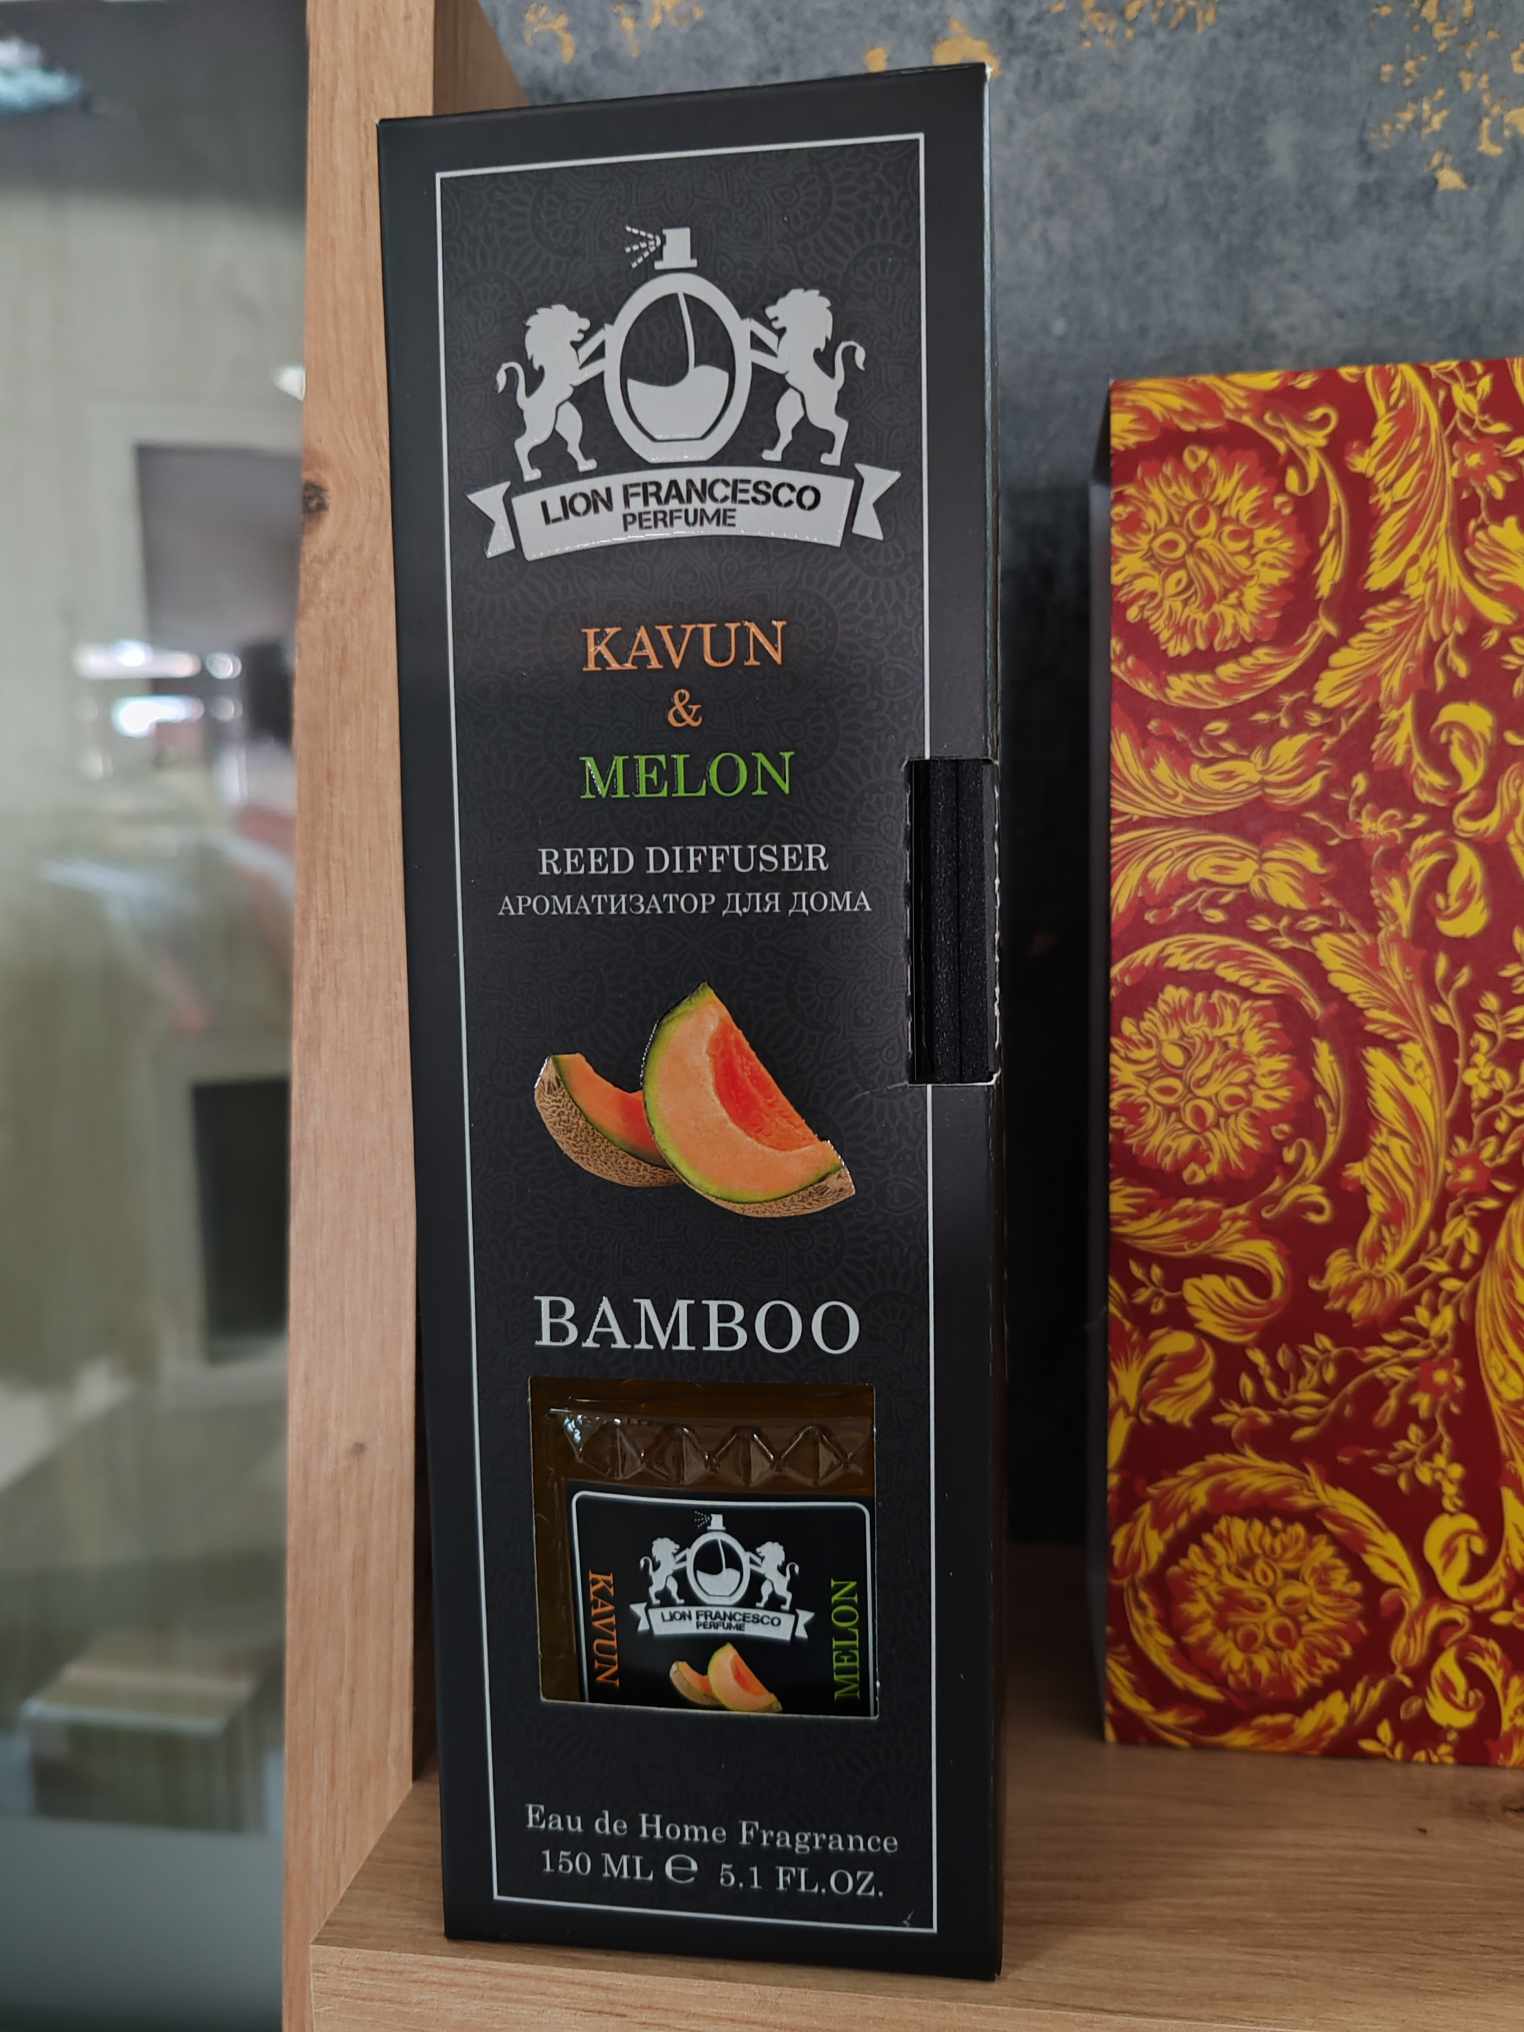 LION FRANCESCO
PERFUME
KAVUN
&
MELON
REED DIFFUSER
АРОМАТИЗАТОР ДЛЯ ДОМА
BAMBOO
LION FRANCESCO
PERFUME
KAVUN
MELON
Eau de Home Fragrance
150 ML ℮ 5.1 FL.OZ.